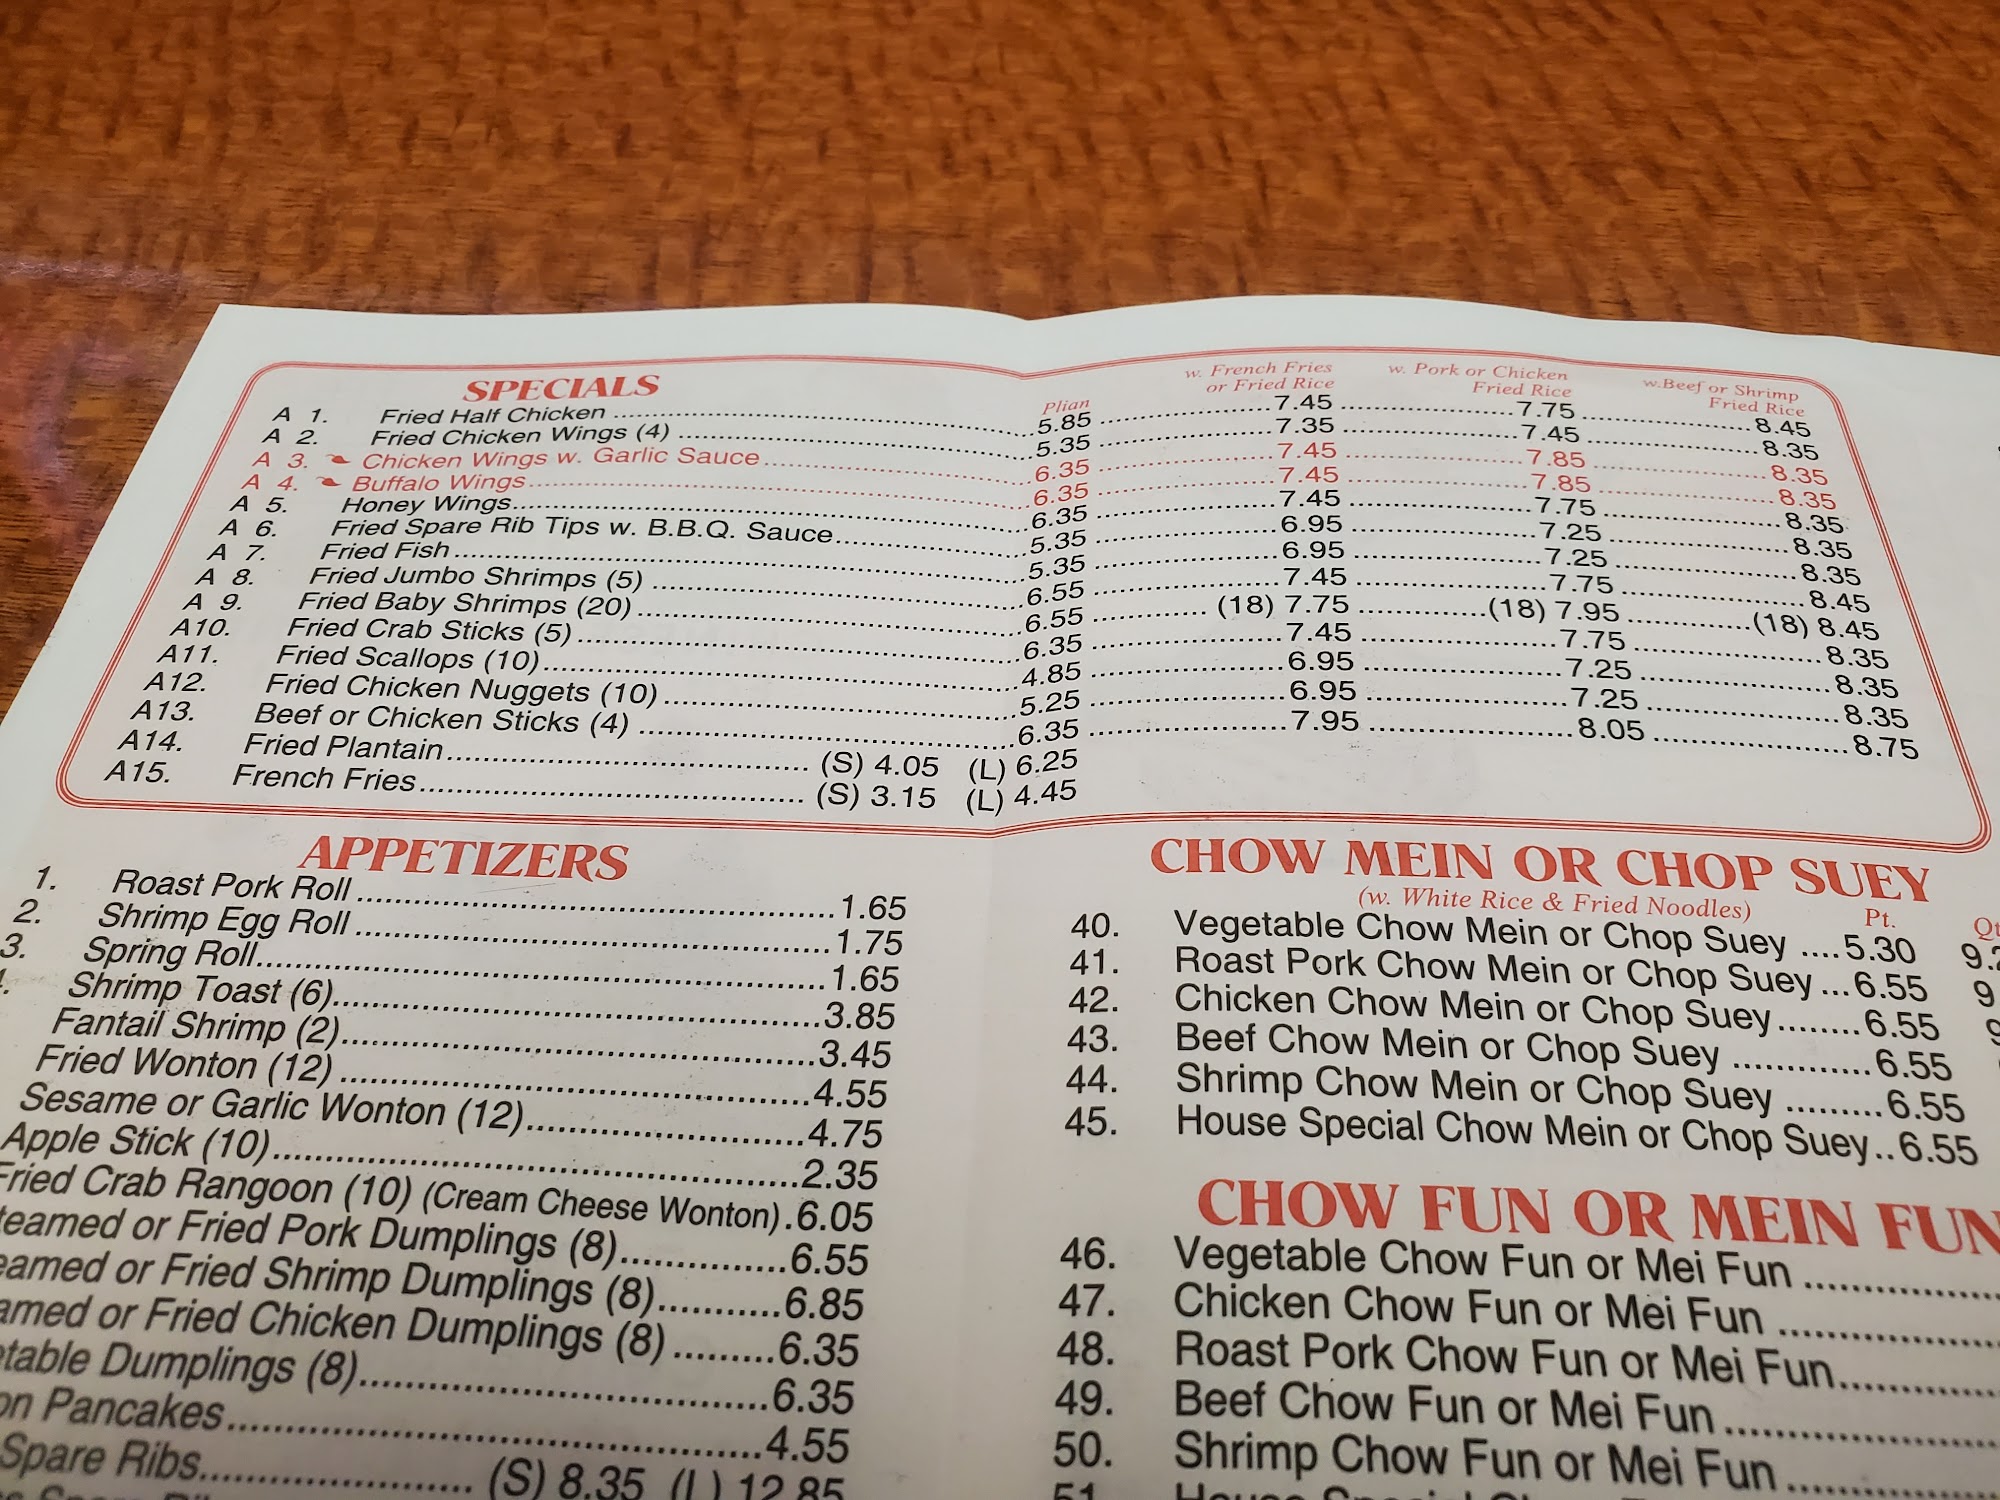 SPECIALS
Plian w. French Fries or Fried Rice w. Pork or Chicken Fried Rice w.Beef or Shrimp Fried Rice
A 1. Fried Half Chicken 5.85 7.45 7.75 8.45
A 2. Fried Chicken Wings (4) 5.35 7.35 7.45 8.35
A 3. Chicken Wings w. Garlic Sauce 6.35 7.45 7.85 8.35
A 4. Buffalo Wings 6.35 7.45 7.85 8.35
A 5. Honey Wings 6.35 7.45 7.75 8.35
A 6. Fried Spare Rib Tips w. B.B.Q. Sauce 5.35 6.95 7.25 8.35
A 7. Fried Fish 5.35 6.95 7.25 8.35
A 8. Fried Jumbo Shrimps (5) 6.55 7.45 7.75 8.45
A 9. Fried Baby Shrimps (20) 6.55 (18) 7.75 (18) 7.95 (18) 8.45
A10. Fried Crab Sticks (5) 6.35 7.45 7.75 8.35
A11. Fried Scallops (10) 4.85 6.95 7.25 8.35
A12. Fried Chicken Nuggets (10) 5.25 6.95 7.25 8.35
A13. Beef or Chicken Sticks (4) 6.35 7.95 8.05 8.75
A14. Fried Plantain (S) 4.05 (L) 6.25
A15. French Fries (S) 3.15 (L) 4.45
APPETIZERS
1. Roast Pork Roll 1.65
2. Shrimp Egg Roll 1.75
3. Spring Roll 1.65
Shrimp Toast (6) 3.85
Fantail Shrimp (2) 3.45
Fried Wonton (12) 4.55
Sesame or Garlic Wonton (12) 4.75
Apple Stick (10) 2.35
Fried Crab Rangoon (10) (Cream Cheese Wonton) 6.05
teamed or Fried Pork Dumplings (8) 6.55
eamed or Fried Shrimp Dumplings (8) 6.85
amed or Fried Chicken Dumplings (8) 6.35
table Dumplings (8) 6.35
on Pancakes 4.55
Spare Ribs (S) 8.35 (L) 12.85
CHOW MEIN OR CHOP SUEY
(w. White Rice & Fried Noodles) Pt. Qt
40. Vegetable Chow Mein or Chop Suey 5.30 9.2
41. Roast Pork Chow Mein or Chop Suey 6.55 9
42. Chicken Chow Mein or Chop Suey 6.55
43. Beef Chow Mein or Chop Suey 6.55
44. Shrimp Chow Mein or Chop Suey 6.55
45. House Special Chow Mein or Chop Suey 6.55
CHOW FUN OR MEIN FUN
46. Vegetable Chow Fun or Mei Fun
47. Chicken Chow Fun or Mei Fun
48. Roast Pork Chow Fun or Mei Fun
49. Beef Chow Fun or Mei Fun
50. Shrimp Chow Fun or Mei Fun
51. House Special Chow